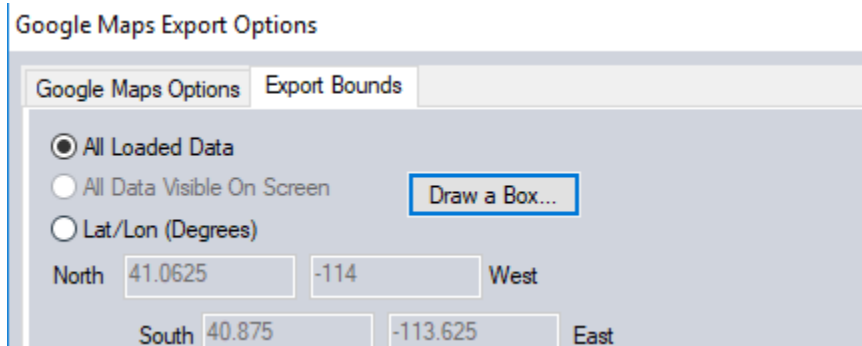 Google Maps Export Options
Google Maps Options Export Bounds
All Loaded Data
All Data Visible On Screen
Draw a Box...
Lat/Lon (Degrees)
North 41.0625 -114 West
South 40.875 -113.625 East